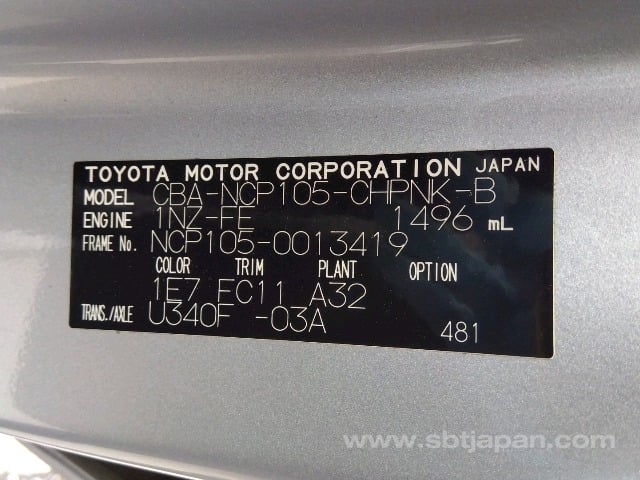 TOYOTA MOTOR CORPORATION JAPAN
MODEL CBA-NCP105-CHPNK-B
ENGINE 1NZ-FE 1496 mL
FRAME No. NCP105-0013419
COLOR TRIM PLANT OPTION
1E7 FC11 A32
TRANS./AXLE U340F -03A
481
www.sbtjapan.com